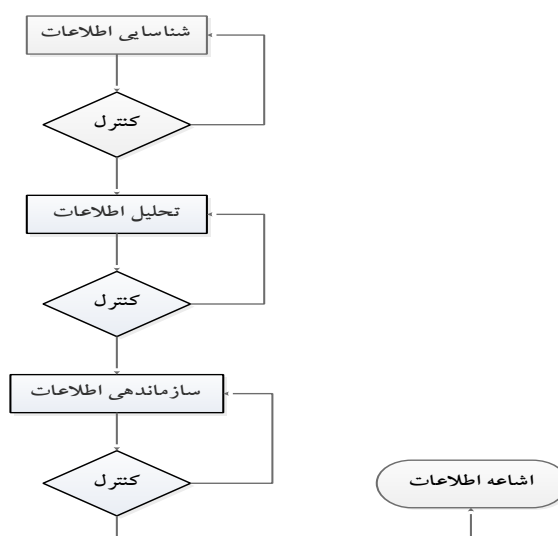 شناسایی اطلاعات
کنترل
تحلیل اطلاعات
کنترل
سازماندهی اطلاعات
کنترل
اشاعه اطلاعات